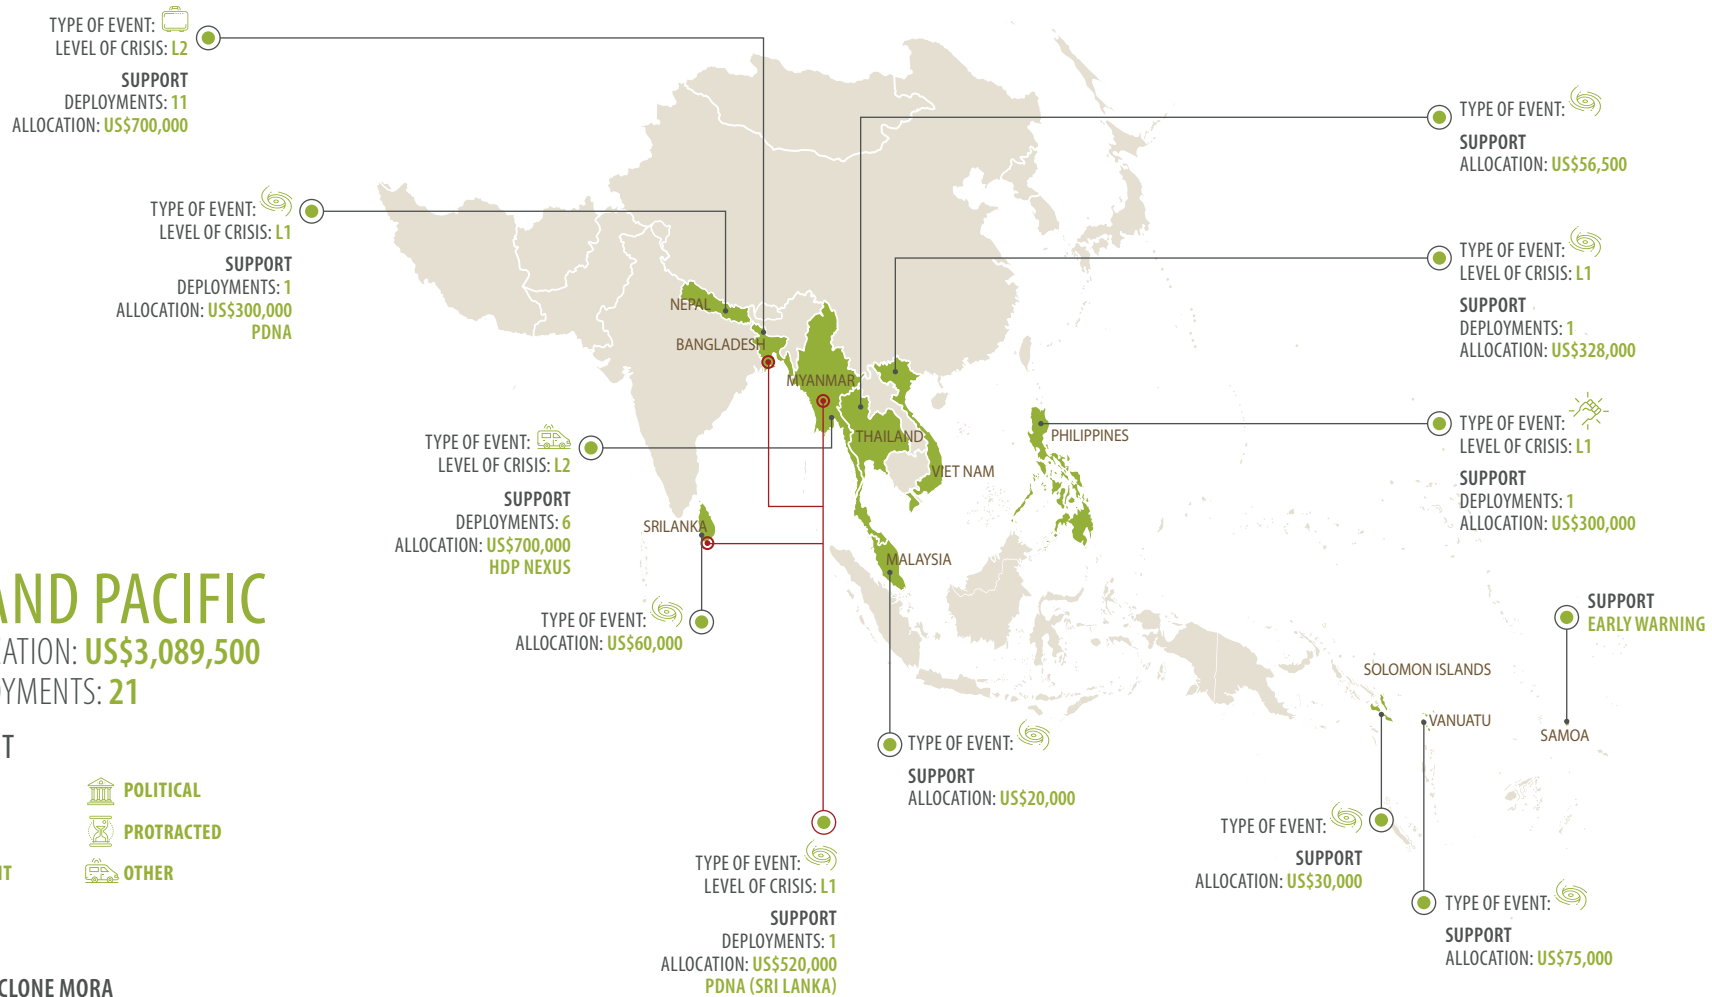 TYPE OF EVENT:
LEVEL OF CRISIS: L2
SUPPORT
DEPLOYMENTS: 11
ALLOCATION: US$700,000
TYPE OF EVENT:
LEVEL OF CRISIS: L1
SUPPORT
DEPLOYMENTS: 1
ALLOCATION: US$300,000
PDNA
TYPE OF EVENT:
SUPPORT
ALLOCATION: US$56,500
TYPE OF EVENT:
LEVEL OF CRISIS: L1
SUPPORT
DEPLOYMENTS: 1
ALLOCATION: US$328,000
TYPE OF EVENT:
LEVEL OF CRISIS: L1
SUPPORT
DEPLOYMENTS: 1
ALLOCATION: US$300,000
NEPAL
BANGLADESH
MYANMAR
THAILAND
VIET NAM
PHILIPPINES
SRILANKA
MALAYSIA
SOLOMON ISLANDS
VANUATU
SAMOA
TYPE OF EVENT:
LEVEL OF CRISIS: L2
SUPPORT
DEPLOYMENTS: 6
ALLOCATION: US$700,000
HDP NEXUS
TYPE OF EVENT:
ALLOCATION: US$60,000
SUPPORT
EARLY WARNING
AND PACIFIC
ATION: US$3,089,500
YMENTS: 21
T
POLITICAL
PROTRACTED
T
OTHER
TYPE OF EVENT:
SUPPORT
ALLOCATION: US$20,000
TYPE OF EVENT:
SUPPORT
ALLOCATION: US$30,000
TYPE OF EVENT:
SUPPORT
ALLOCATION: US$75,000
TYPE OF EVENT:
LEVEL OF CRISIS: L1
SUPPORT
DEPLOYMENTS: 1
ALLOCATION: US$520,000
PDNA (SRI LANKA)
CLONE MORA